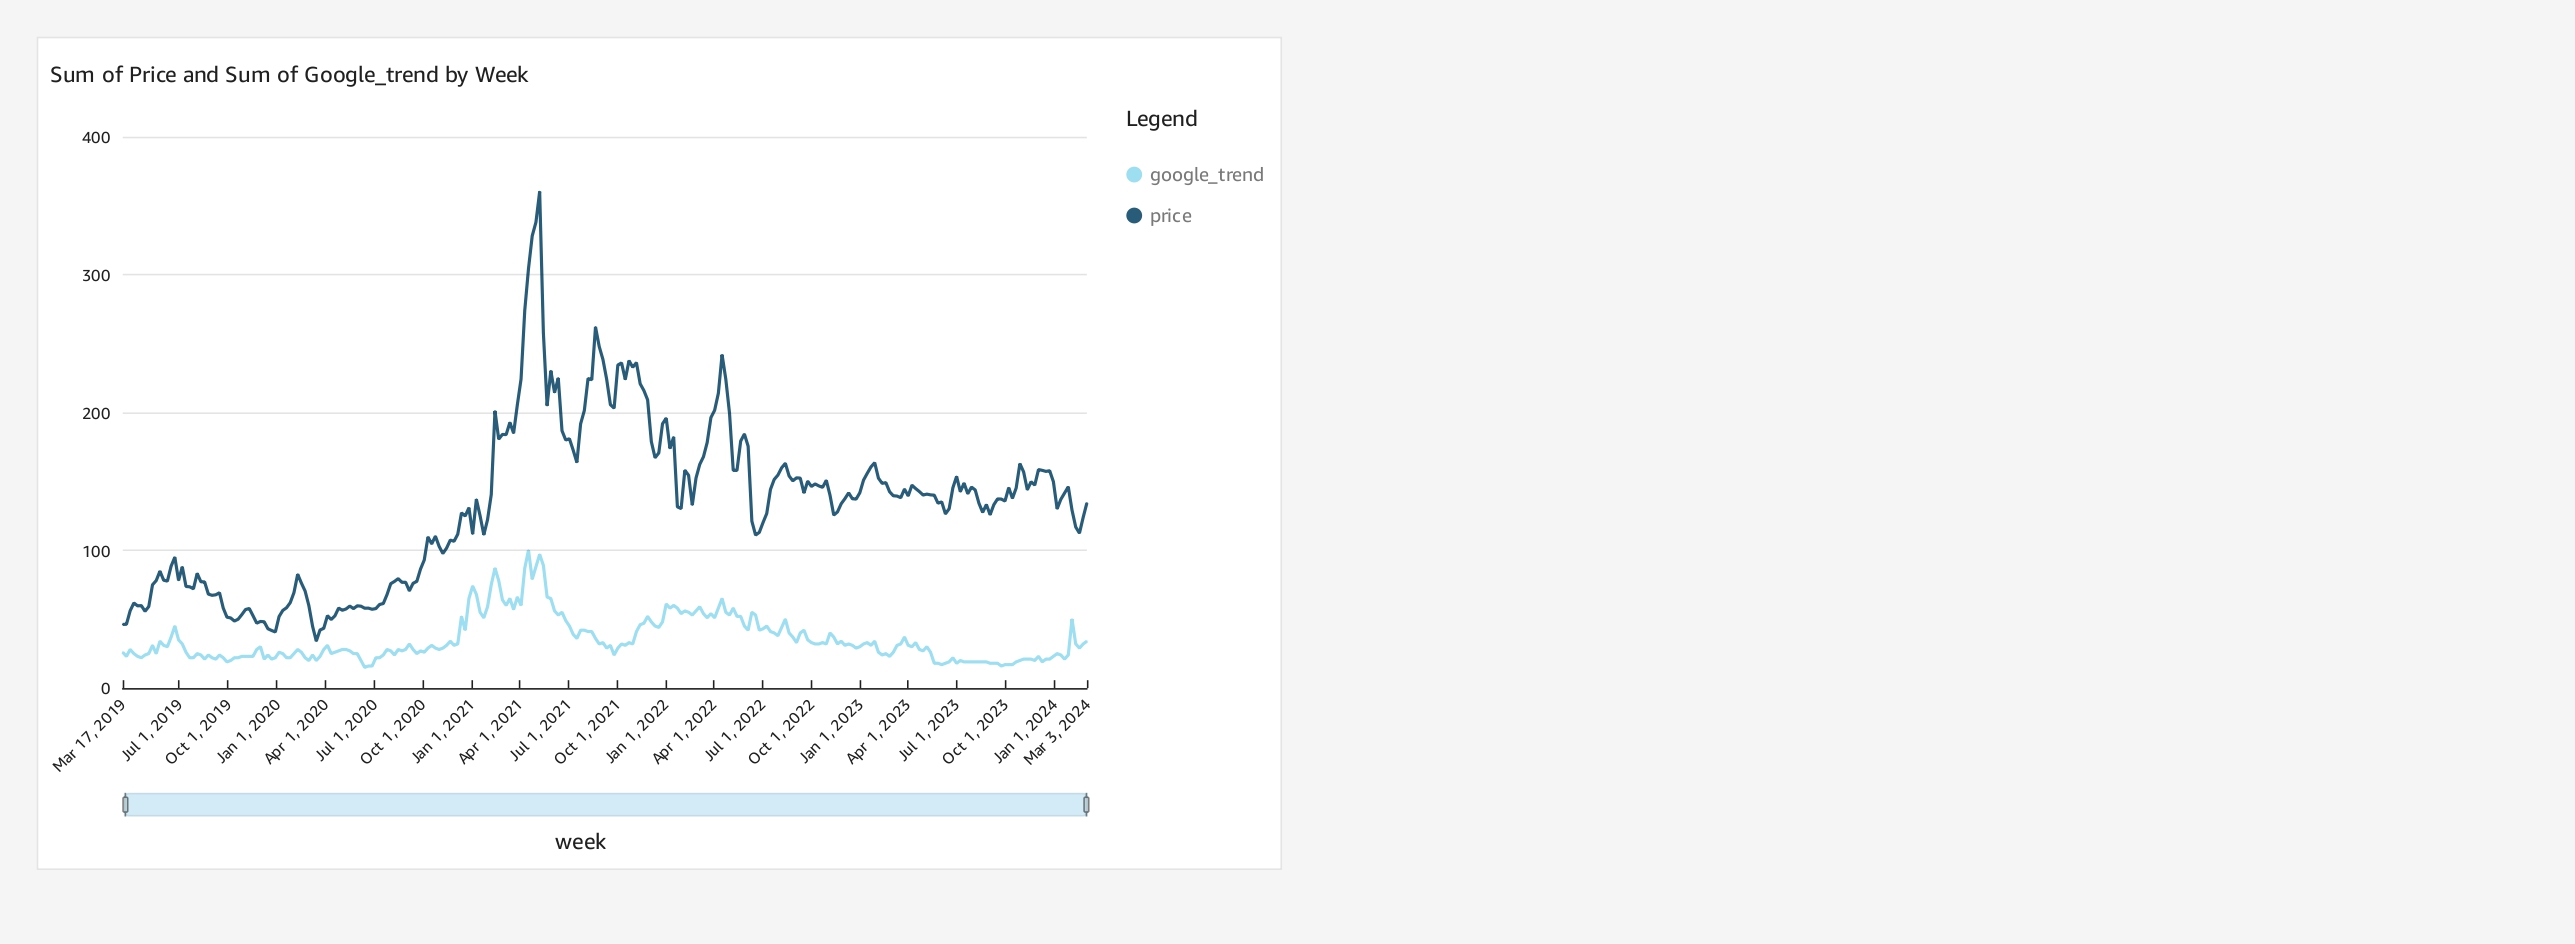 Sum of Price and Sum of Google_trend by Week
Legend
google_trend
price
400
300
200
100
0
Mar 17, 2019
Jul 1, 2019
Oct 1, 2019
Jan 1, 2020
Apr 1, 2020
Jul 1, 2020
Oct 1, 2020
Jan 1, 2021
Apr 1, 2021
Jul 1, 2021
Oct 1, 2021
Jan 1, 2022
Apr 1, 2022
Jul 1, 2022
Oct 1, 2022
Jan 1, 2023
Apr 1, 2023
Jul 1, 2023
Oct 1, 2023
Jan 1, 2024
Mar 3, 2024
week